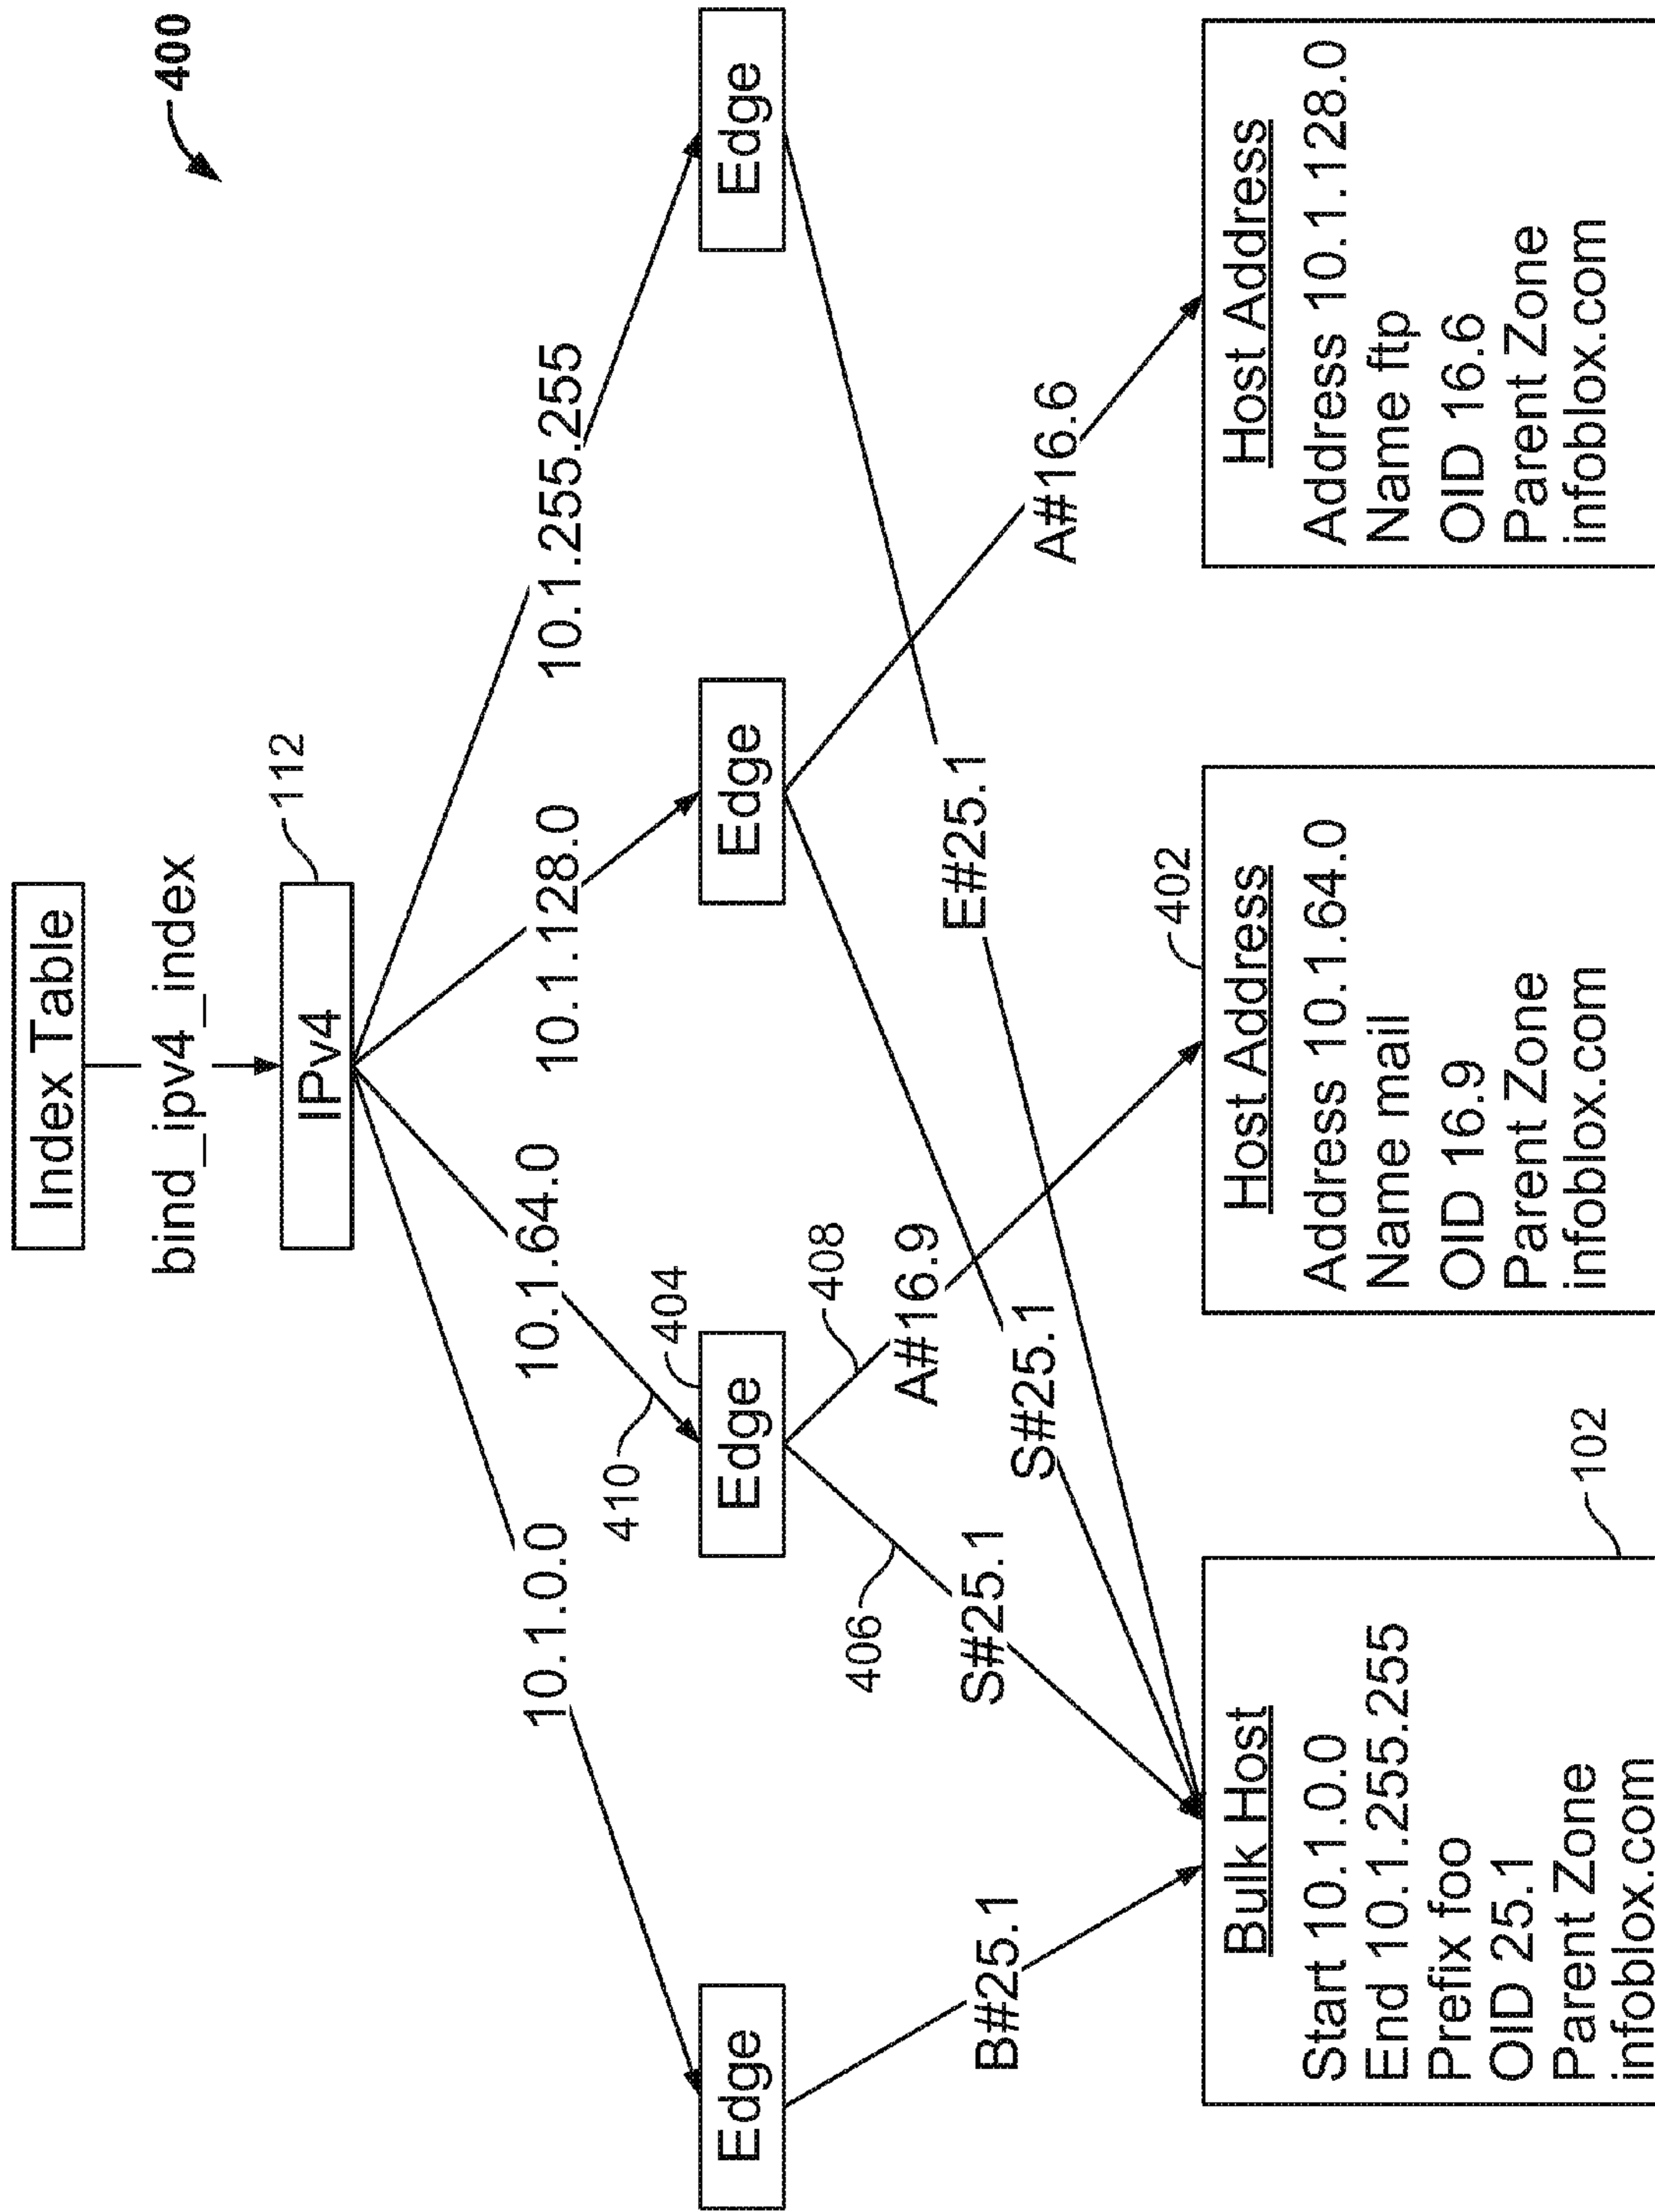 400
Index Table
bind_ipv4_index
IPv4
112
10.1.0.0
10.1.64.0
10.1.128.0
10.1.255.255
410
404
Edge
Edge
Edge
Edge
406
408
B#25.1
S#25.1
A#16.9
S#25.1
E#25.1
A#16.6
402
102
Bulk Host
Start 10.1.0.0
End 10.1.255.255
Prefix foo
OID 25.1
Parent Zone
infoblox.com
Host Address
Address 10.1.64.0
Name mail
OID 16.9
Parent Zone
infoblox.com
Host Address
Address 10.1.128.0
Name ftp
OID 16.6
Parent Zone
infoblox.com